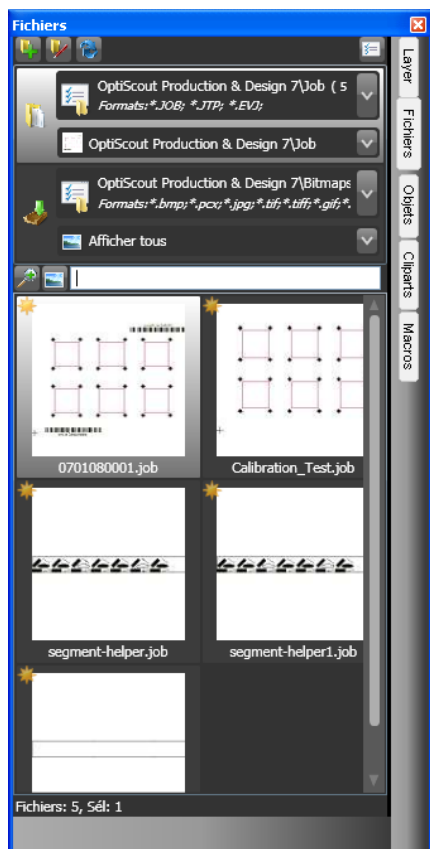 Fichiers
OptiScout Production & Design 7\Job ( 5
Formats:*.JOB; *.JTP; *.EVJ;
OptiScout Production & Design 7\Job
OptiScout Production & Design 7\Bitmaps
Formats:*.bmp;*.pcx;*.jpg;*.tif;*.tiff;*.gif;*.
Afficher tous
0701080001.job
Calibration_Test.job
segment-helper.job
segment-helper1.job
Fichiers: 5, Sél: 1
Layer
Fichiers
Objets
Cliparts
Macros